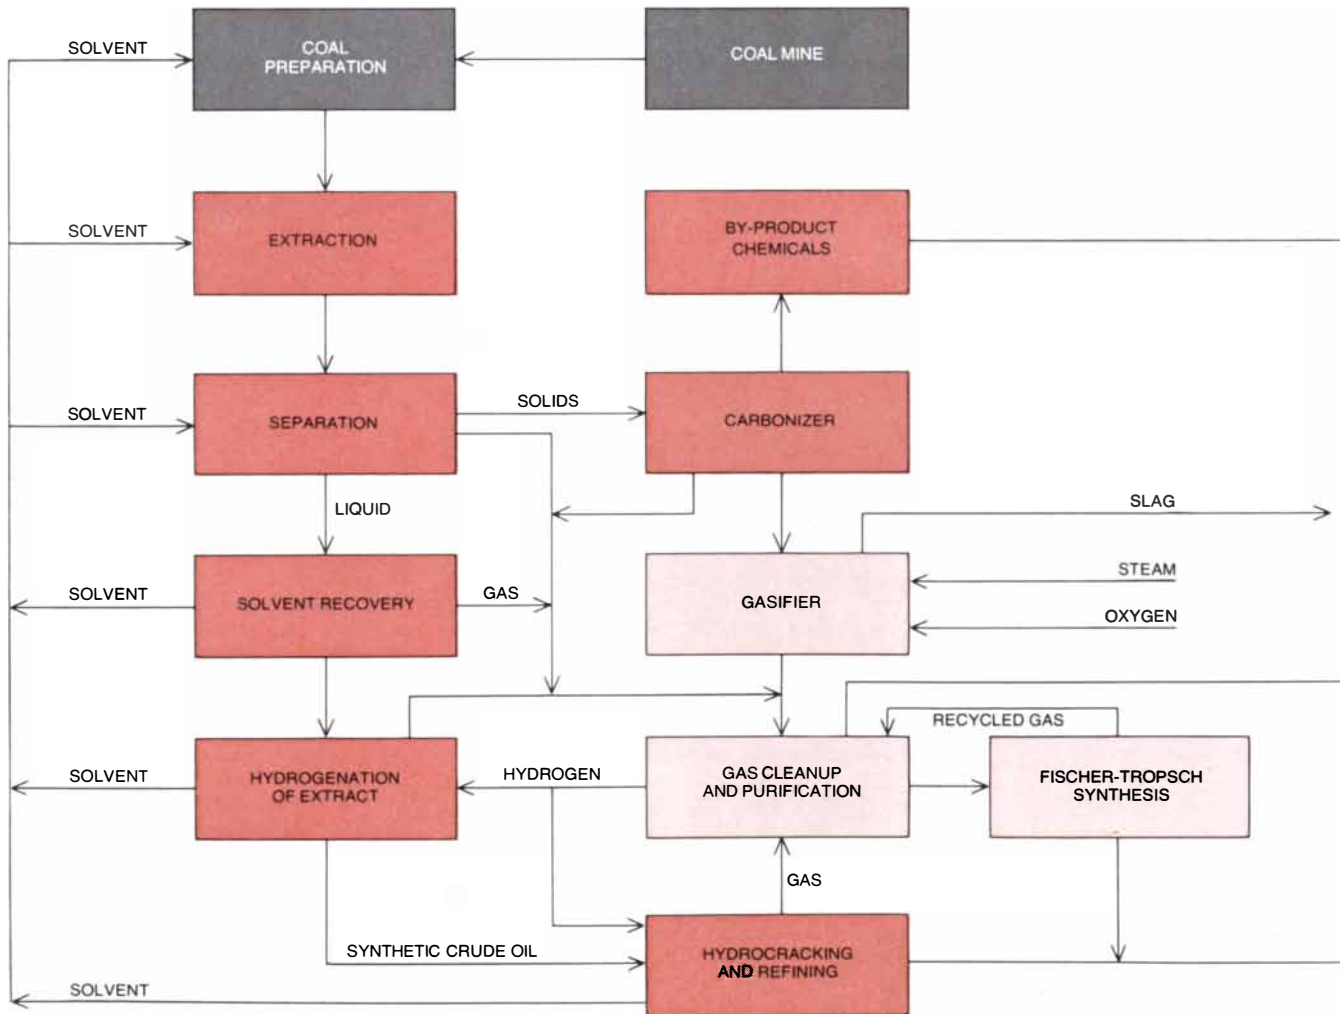 SOLVENT
COAL
PREPARATION
COAL MINE
SOLVENT
EXTRACTION
BY-PRODUCT
CHEMICALS
SOLVENT
SEPARATION
SOLIDS
CARBONIZER
LIQUID
SLAG
SOLVENT
SOLVENT RECOVERY
GAS
GASIFIER
STEAM
OXYGEN
RECYCLED GAS
SOLVENT
HYDROGENATION
OF EXTRACT
HYDROGEN
GAS CLEANUP
AND PURIFICATION
FISCHER-TROPSCH
SYNTHESIS
GAS
SYNTHETIC CRUDE OIL
HYDROCRACKING
AND REFINING
SOLVENT